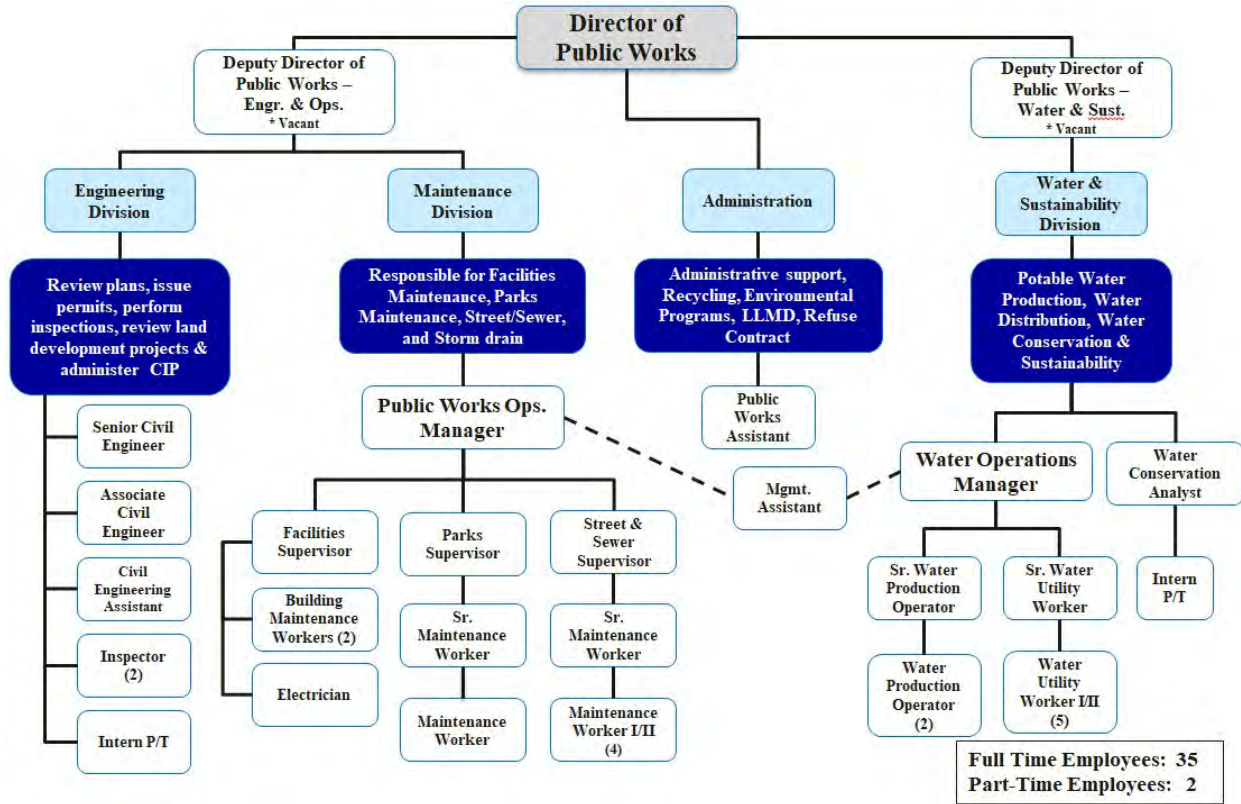 Director of
Public Works
Deputy Director of
Public Works –
Engr. & Ops.
* Vacant
Deputy Director of
Public Works –
Water & Sust.
* Vacant
Engineering
Division
Maintenance
Division
Administration
Water &
Sustainability
Division
Review plans, issue
permits, perform
inspections, review land
development projects &
administer CIP
Responsible for Facilities
Maintenance, Parks
Maintenance, Street/Sewer,
and Storm drain
Administrative support,
Recycling, Environmental
Programs, LLMD, Refuse
Contract
Potable Water
Production, Water
Distribution, Water
Conservation &
Sustainability
Senior Civil
Engineer
Associate
Civil
Engineer
Civil
Engineering
Assistant
Inspector
(2)
Intern P/T
Public Works Ops.
Manager
Facilities
Supervisor
Building
Maintenance
Workers (2)
Electrician
Parks
Supervisor
Sr.
Maintenance
Worker
Maintenance
Worker
Street &
Sewer
Supervisor
Sr.
Maintenance
Worker
Maintenance
Worker I/II
(4)
Public
Works
Assistant
Mgmt.
Assistant
Water Operations
Manager
Water
Conservation
Analyst
Sr. Water
Production
Operator
Water
Production
Operator
(2)
Sr. Water
Utility
Worker
Water
Utility
Worker I/II
(5)
Intern
P/T
Full Time Employees: 35
Part-Time Employees: 2